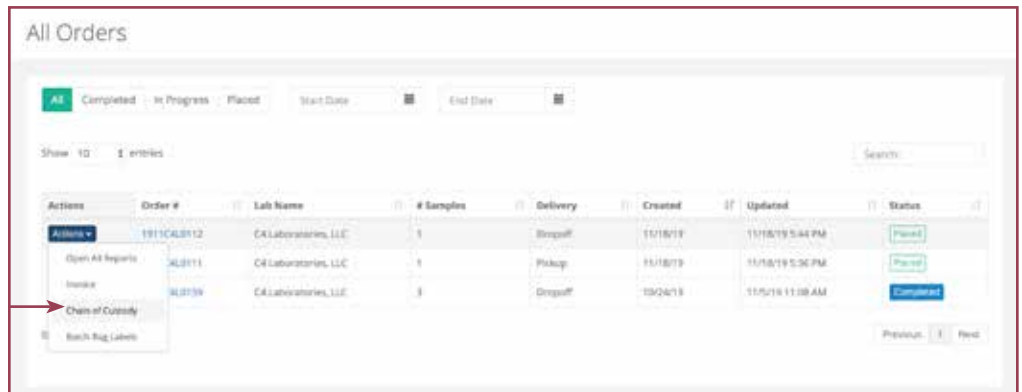 All Orders
All Completed In Progress Placed Start Date End Date
Show 10 entries Search:
Actions Order # Lab Name # Samples Delivery Created Updated Status
Actions 1911CAL0112 C4 Laboratories, LLC 1 Dropoff 11/18/19 11/18/19 5:44 PM Placed
Open All Reports
C4 Laboratories, LLC 1 Pickup 11/18/19 11/18/19 5:36 PM Placed
Invoice
C4 Laboratories, LLC 3 Dropoff 10/24/19 11/5/19 11:08 AM Completed
Chain of Custody
Batch Bag Labels
Previous 1 Next